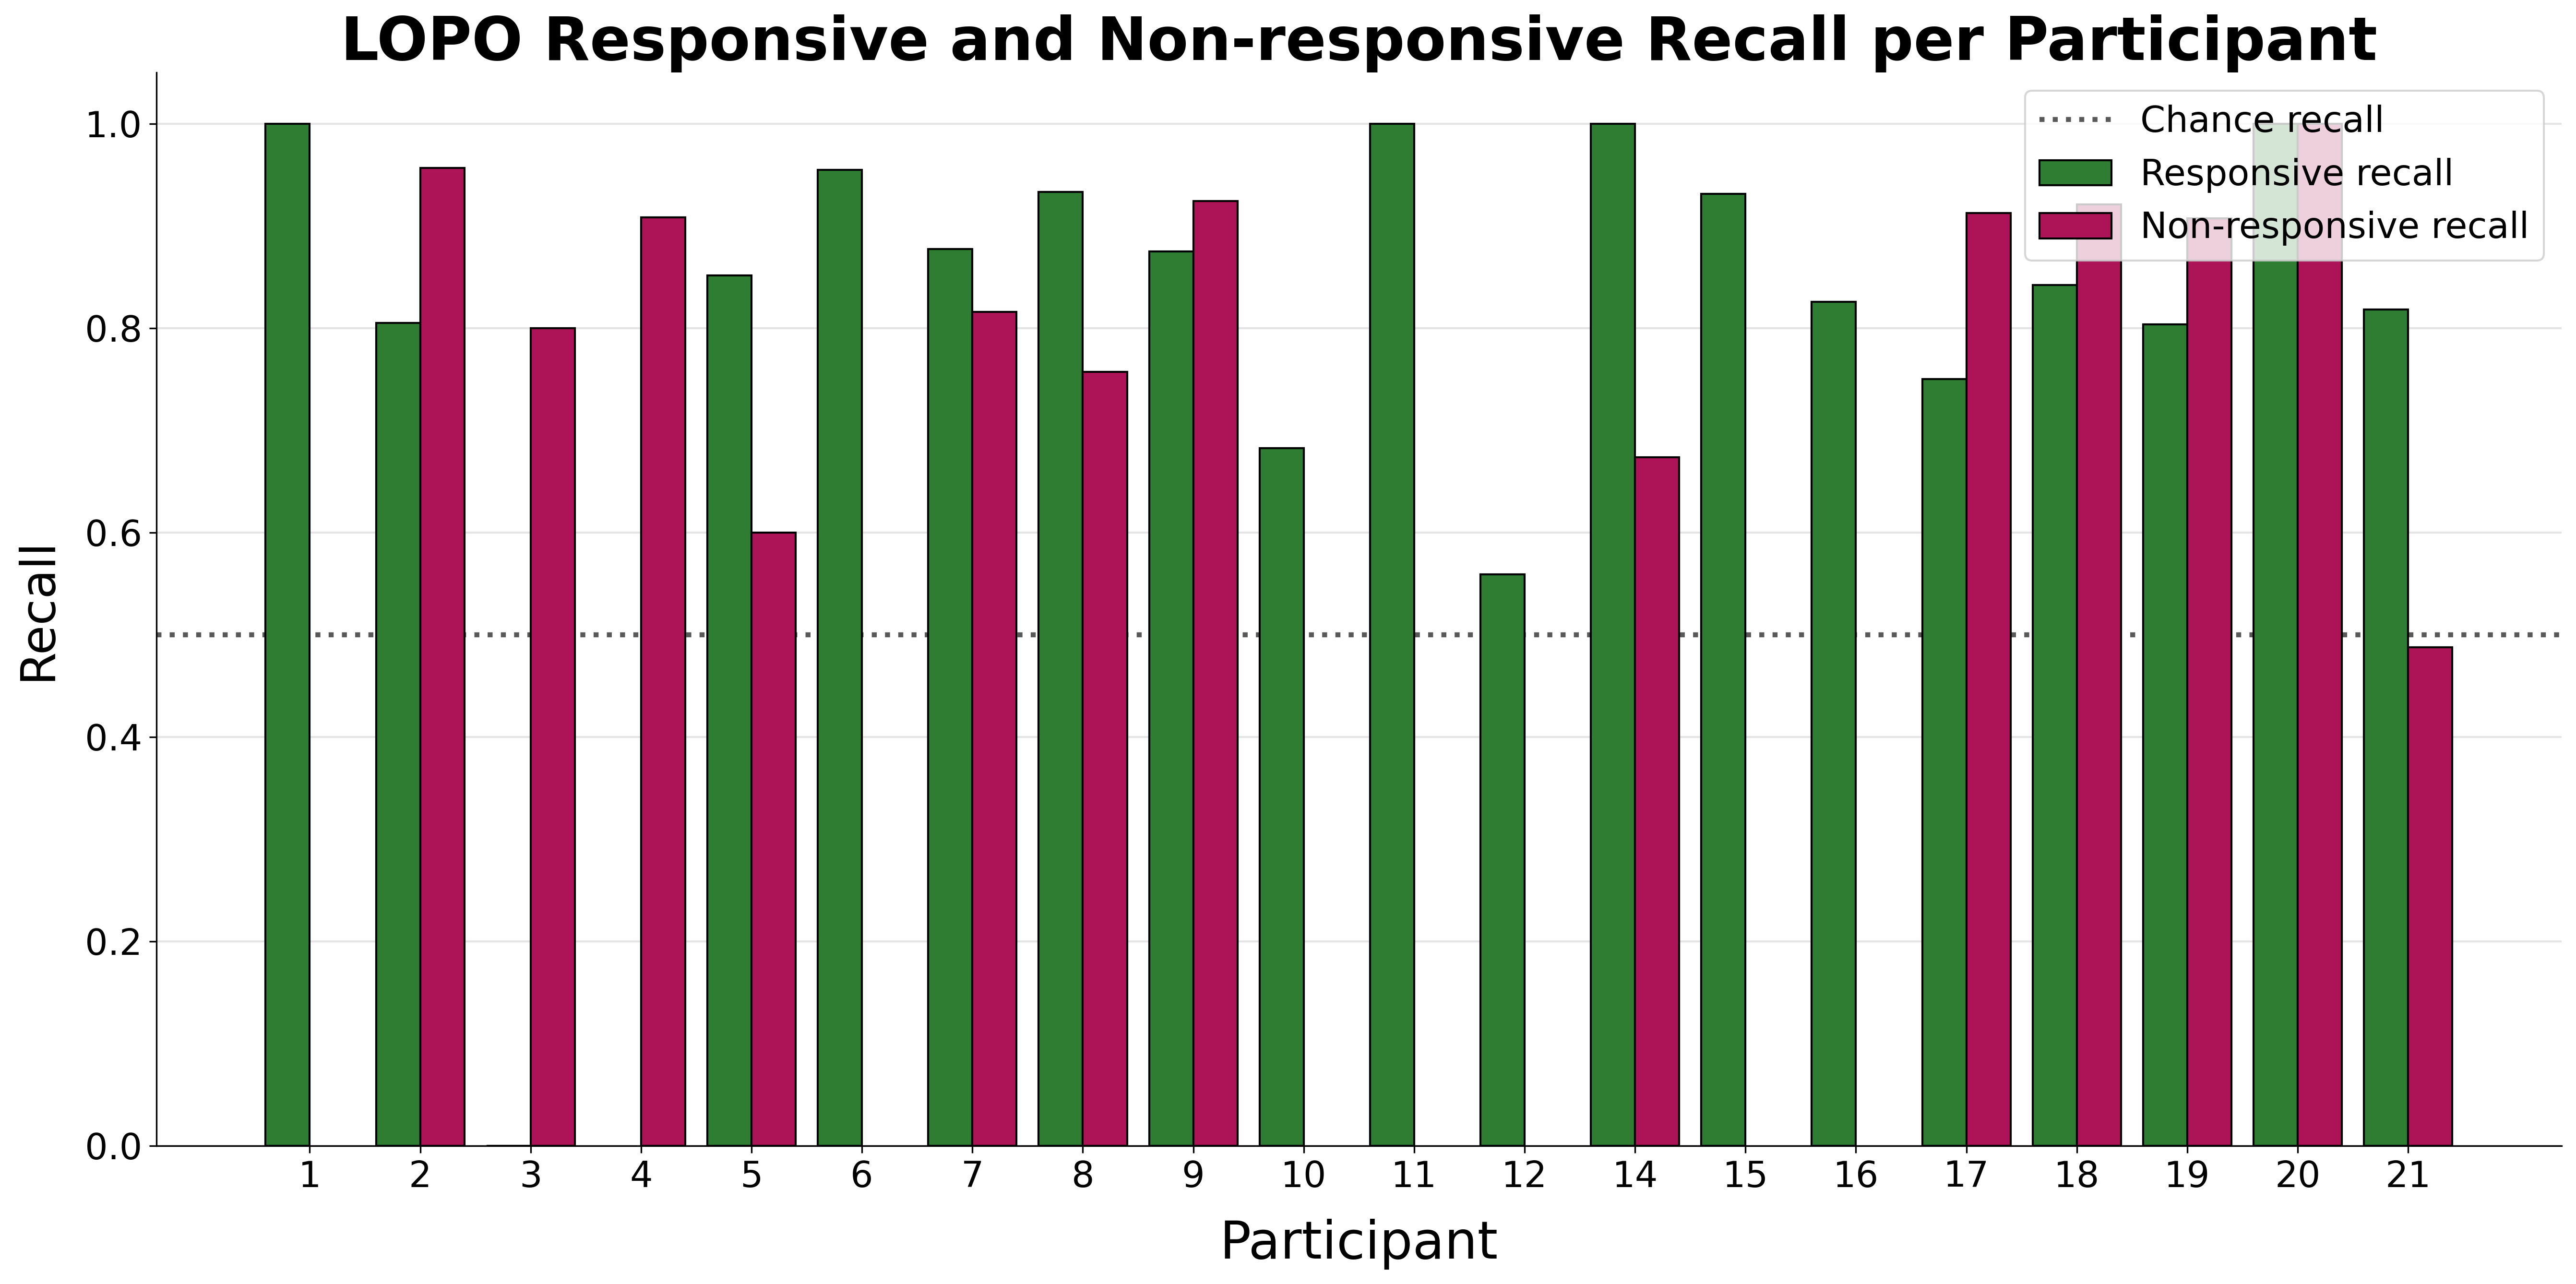 LOPO Responsive and Non-responsive Recall per Participant
Chance recall
Responsive recall
Non-responsive recall
Recall
1.0
0.8
0.6
0.4
0.2
0.0
1 2 3 4 5 6 7 8 9 10 11 12 14 15 16 17 18 19 20 21
Participant